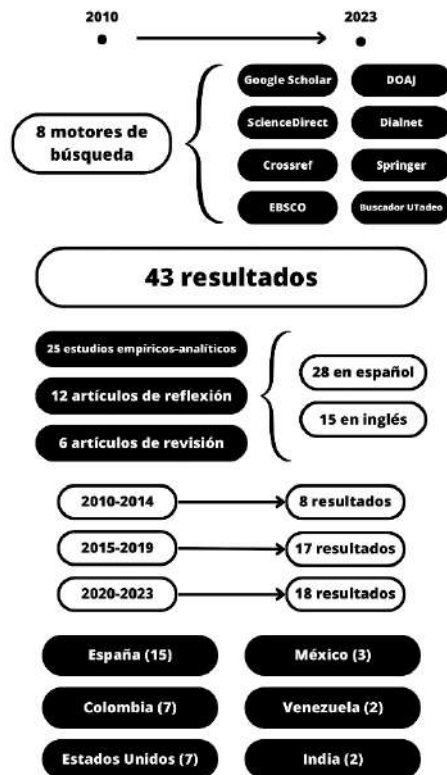 2010 2023
8 motores de
búsqueda
Google Scholar DOAJ
ScienceDirect Dialnet
Crossref Springer
EBSCO Buscador UTadeo
43 resultados
25 estudios empíricos-analíticos
12 artículos de reflexión
6 artículos de revisión
28 en español
15 en inglés
2010-2014 8 resultados
2015-2019 17 resultados
2020-2023 18 resultados
España (15) México (3)
Colombia (7) Venezuela (2)
Estados Unidos (7) India (2)